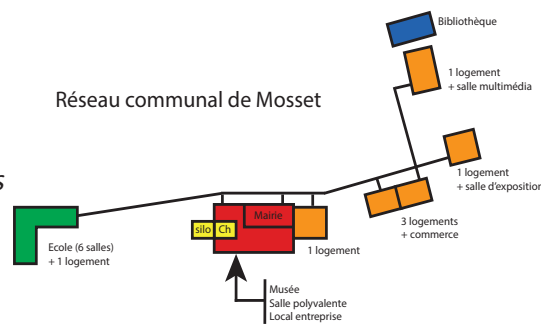 Bibliothèque
1 logement
+ salle multimédia
Réseau communal de Mosset
s
1 logement
+ salle d'exposition
3 logements
+ commerce
Mairie
silo
Ch
1 logement
Ecole (6 salles)
+ 1 logement
Musée
Salle polyvalente
Local entreprise